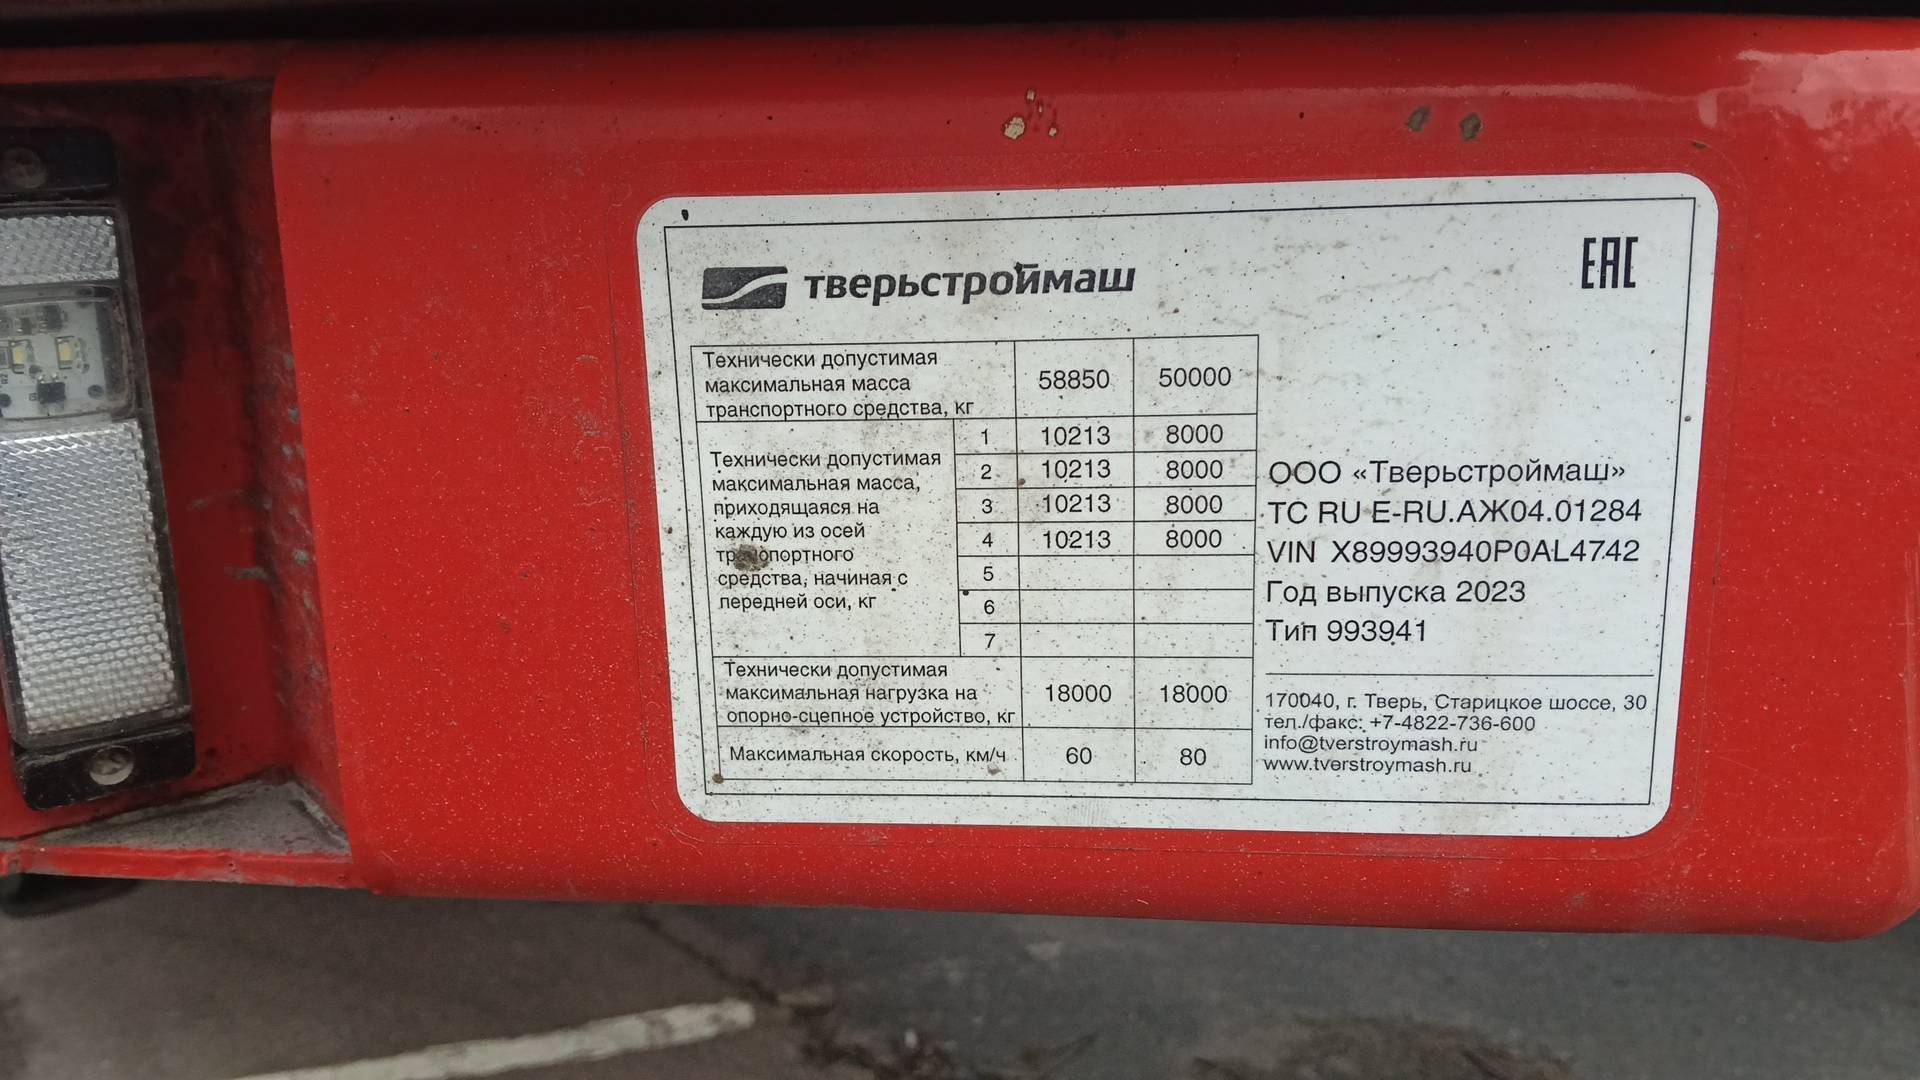 тверьстроймаш
ЕАС
Технически допустимая
максимальная масса
транспортного средства, кг
58850
50000
Технически допустимая
максимальная масса,
приходящаяся на
каждую из осей
транспортного
средства, начиная с
передней оси, кг
1 10213 8000
2 10213 8000
3 10213 8000
4 10213 8000
5
6
7
Технически допустимая
максимальная нагрузка на
опорно-сцепное устройство, кг
18000
18000
Максимальная скорость, км/ч 60 80
ООО «Тверьстроймаш»
ТС RU E-RU.АЖ04.01284
VIN X89993940P0AL4742
Год выпуска 2023
Тип 993941
170040, г. Тверь, Старицкое шоссе, 30
тел./факс: +7-4822-736-600
info@tverstroymash.ru
www.tverstroymash.ru